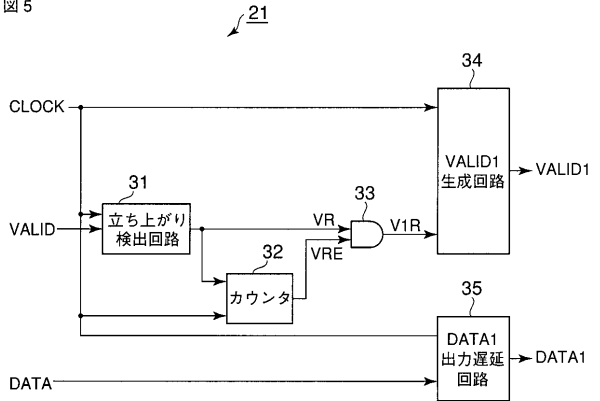 図5
21
34
CLOCK
VALID1
生成回路
VALID1
31
立ち上がり
検出回路
VALID
VR
33
V1R
VRE
32
カウンタ
35
DATA1
出力遅延
回路
DATA1
DATA